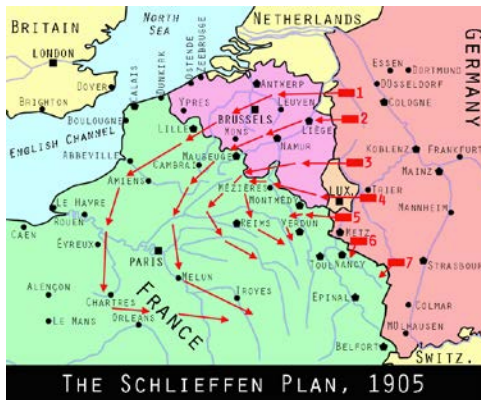 BRITAIN
NORTH
SEA
NETHERLANDS
GERMANY
LONDON
DOVER
BRIGHTON
OSTENDE
ZEEBRUGGE
DUNKIRK
CALAIS
ANTWERP
ESSEN
DORTMUND
DÜSSELDORF
COLOGNE
1
YPRES
LEUVEN
BRUSSELS
2
LIÈGE
BOULOUGNE
ENGLISH CHANNEL
LILLE
MONS
NAMUR
KOBLENZ
FRANKFURT
ABBEVILLE
MAUBEUGE
CAMBRAI
3
MAINZ
AMIENS
MÉZIÈRES
MONTMÉDY
LUX.
4
TRIER
LE HAVRE
ROUEN
MANNHEIM
CAEN
REIMS
VERDUN
5
METZ
6
ÉVREUX
PARIS
TOUL
NANCY
7
STRASBOURG
MELUN
ALENÇON
CHARTRES
TROYES
ÉPINAL
COLMAR
LE MANS
ORLEANS
FRANCE
MÜLHAUSEN
BELFORT
SWITZ.
THE SCHLIEFFEN PLAN, 1905